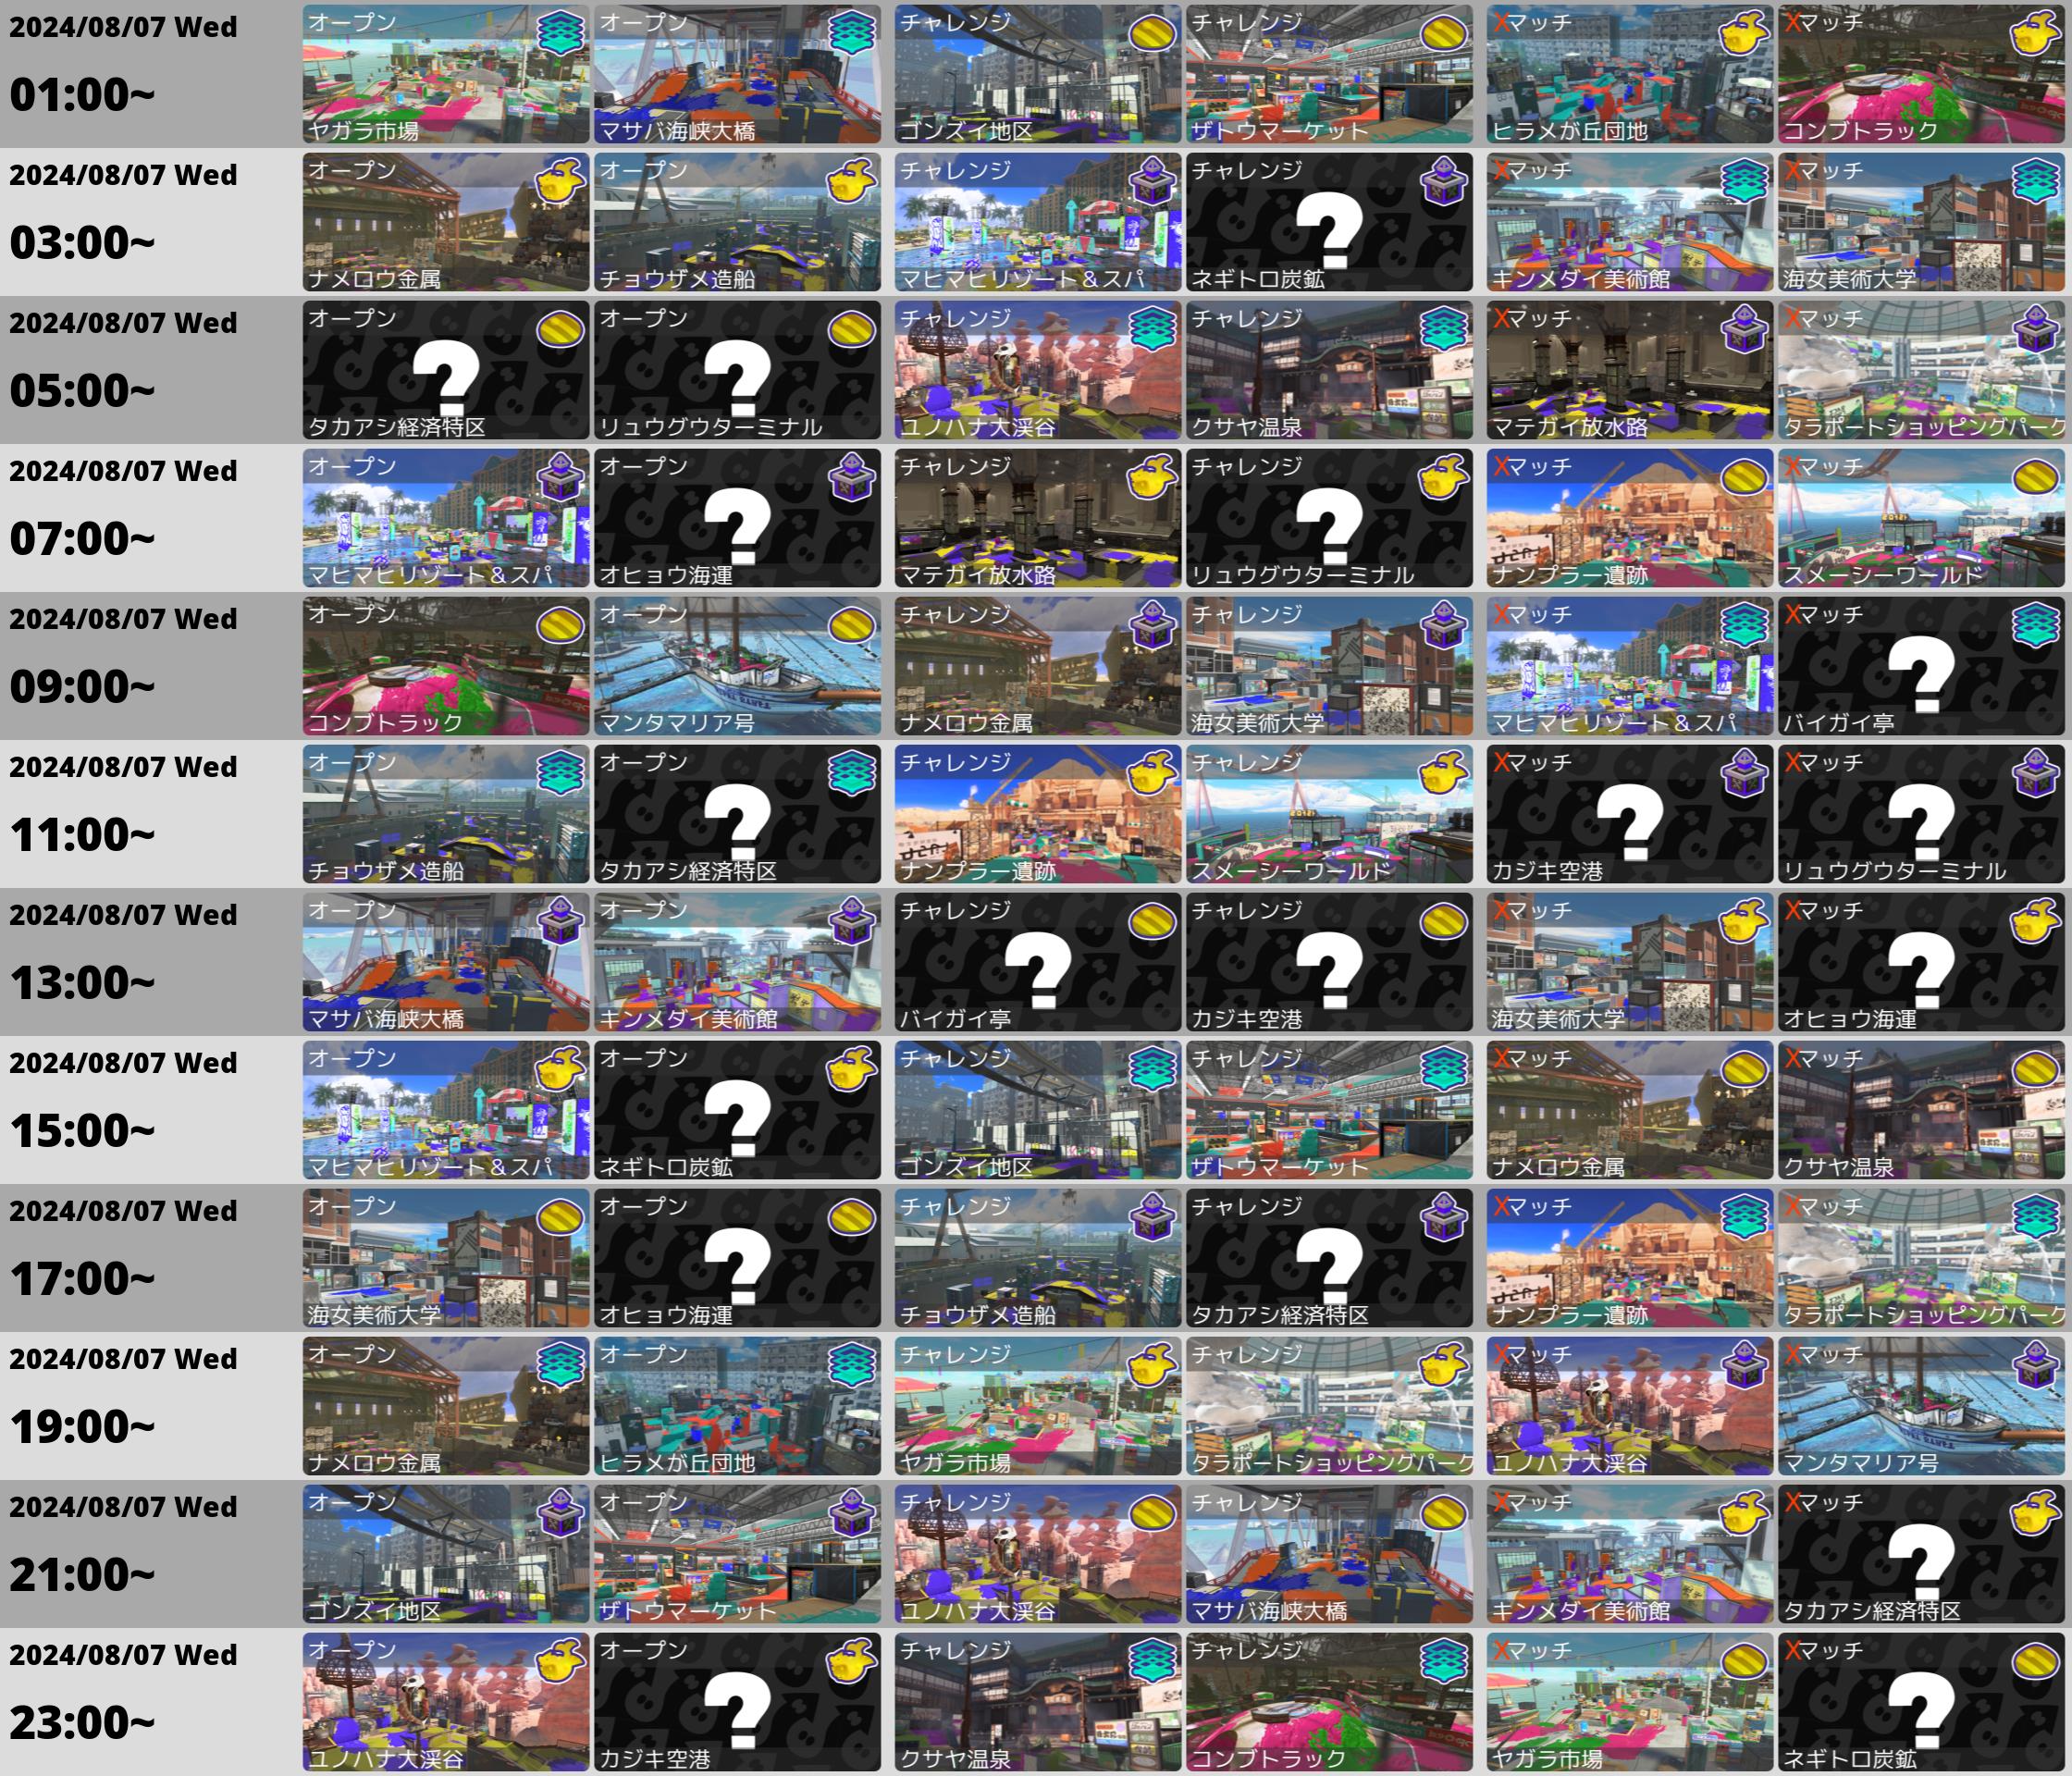 2024/08/07 Wed
01:00~
オープン オープン チャレンジ チャレンジ Xマッチ Xマッチ
ヤガラ市場 マサバ海峡大橋 ゴンズイ地区 ザトウマーケット ヒラメが丘団地 コンブトラック
2024/08/07 Wed
03:00~
オープン オープン チャレンジ チャレンジ Xマッチ Xマッチ
ナメロウ金属 チョウザメ造船 マヒマヒリゾート&スパ ネギトロ炭鉱 キンメダイ美術館 海女美術大学
2024/08/07 Wed
05:00~
オープン オープン チャレンジ チャレンジ Xマッチ Xマッチ
タカアシ経済特区 リュウグウターミナル ユノハナ大渓谷 クサヤ温泉 マテガイ放水路 タラポートショッピングパーク
2024/08/07 Wed
07:00~
オープン オープン チャレンジ チャレンジ Xマッチ Xマッチ
マヒマヒリゾート&スパ オヒョウ海運 マテガイ放水路 リュウグウターミナル ナンプラー遺跡 スメーシーワールド
2024/08/07 Wed
09:00~
オープン オープン チャレンジ チャレンジ Xマッチ Xマッチ
コンブトラック マンタマリア号 ナメロウ金属 海女美術大学 マヒマヒリゾート&スパ バイガイ亭
2024/08/07 Wed
11:00~
オープン オープン チャレンジ チャレンジ Xマッチ Xマッチ
チョウザメ造船 タカアシ経済特区 ナンプラー遺跡 スメーシーワールド カジキ空港 リュウグウターミナル
2024/08/07 Wed
13:00~
オープン オープン チャレンジ チャレンジ Xマッチ Xマッチ
マサバ海峡大橋 キンメダイ美術館 バイガイ亭 カジキ空港 海女美術大学 オヒョウ海運
2024/08/07 Wed
15:00~
オープン オープン チャレンジ チャレンジ Xマッチ Xマッチ
マヒマヒリゾート&スパ ネギトロ炭鉱 ゴンズイ地区 ザトウマーケット ナメロウ金属 クサヤ温泉
2024/08/07 Wed
17:00~
オープン オープン チャレンジ チャレンジ Xマッチ Xマッチ
海女美術大学 オヒョウ海運 チョウザメ造船 タカアシ経済特区 ナンプラー遺跡 タラポートショッピングパーク
2024/08/07 Wed
19:00~
オープン オープン チャレンジ チャレンジ Xマッチ Xマッチ
ナメロウ金属 ヒラメが丘団地 ヤガラ市場 タラポートショッピングパーク ユノハナ大渓谷 マンタマリア号
2024/08/07 Wed
21:00~
オープン オープン チャレンジ チャレンジ Xマッチ Xマッチ
ゴンズイ地区 ザトウマーケット ユノハナ大渓谷 マサバ海峡大橋 キンメダイ美術館 タカアシ経済特区
2024/08/07 Wed
23:00~
オープン オープン チャレンジ チャレンジ Xマッチ Xマッチ
ユノハナ大渓谷 カジキ空港 クサヤ温泉 コンブトラック ヤガラ市場 ネギトロ炭鉱